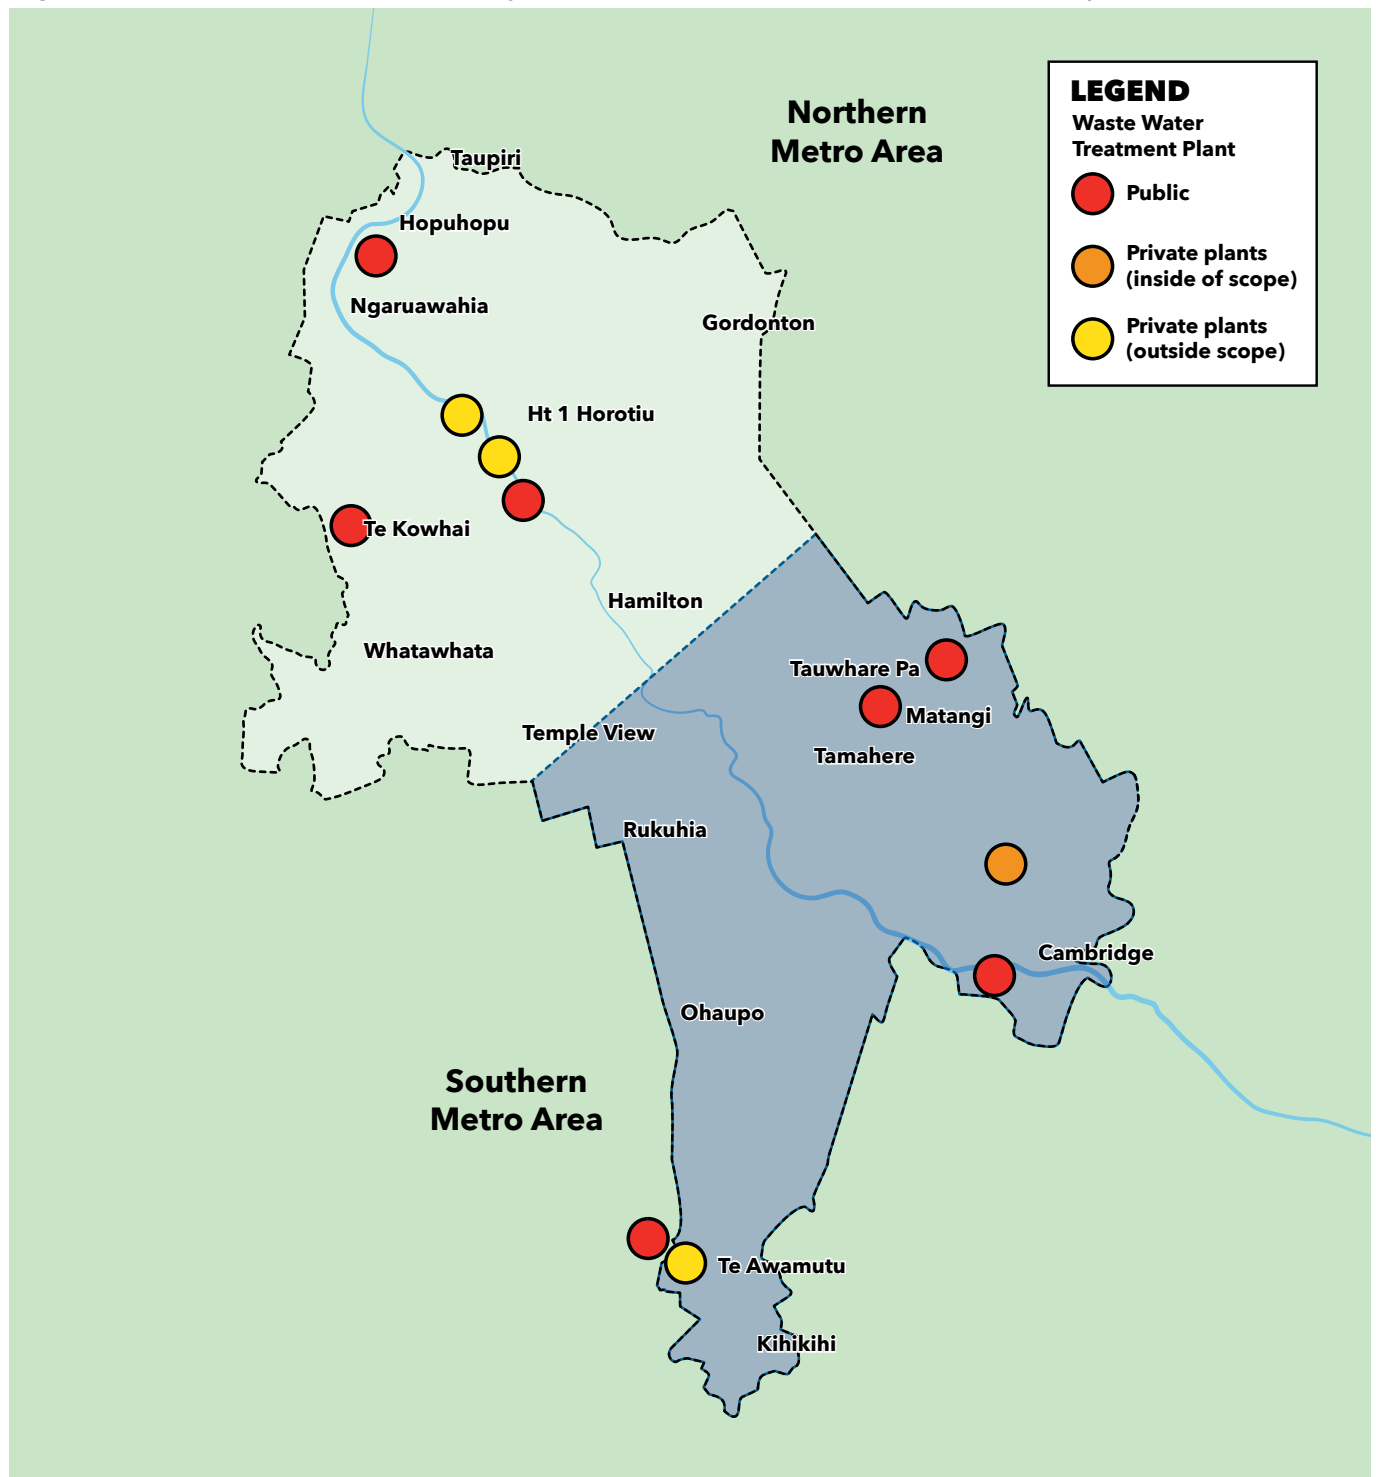 Northern
Metro Area
LEGEND
Waste Water
Treatment Plant
Public
Private plants
(inside of scope)
Private plants
(outside scope)
Taupiri
Hopuhopu
Ngaruawahia
Gordonton
Ht 1 Horotiu
Te Kowhai
Hamilton
Whatawhata
Tauwhare Pa
Matangi
Temple View
Tamahere
Rukuhia
Cambridge
Ohaupo
Southern
Metro Area
Te Awamutu
Kihikihi